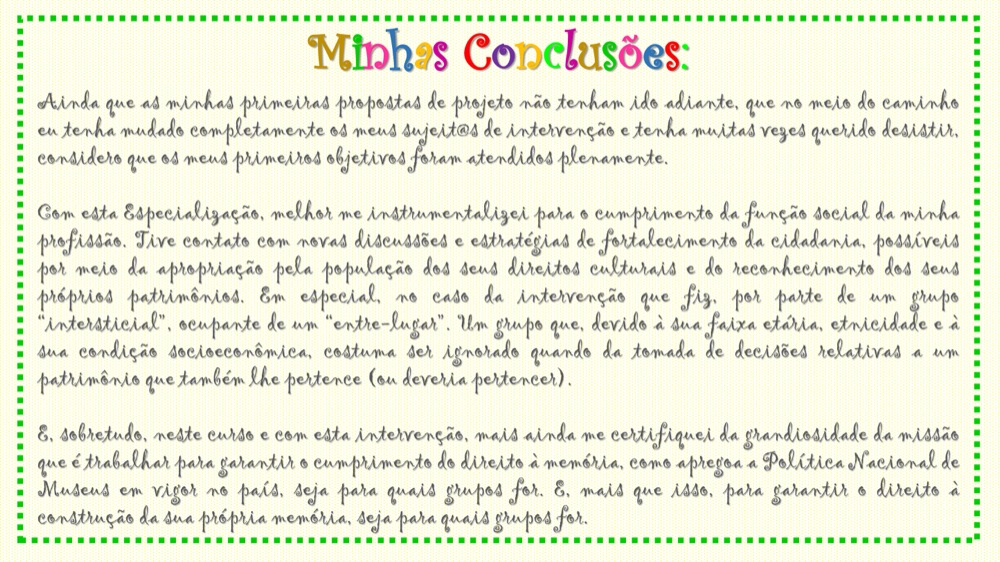 Minhas Conclusões:
Ainda que as minhas primeiras propostas de projeto não tenham ido adiante, que no meio do caminho
eu tenha mudado completamente os meus sujeit@s de intervenção e tenha muitas vezes querido desistir,
considero que os meus primeiros objetivos foram atendidos plenamente.
Com esta Especialização, melhor me instrumentalizei para o cumprimento da função social da minha
profissão. Tive contato com novas discussões e estratégias de fortalecimento da cidadania, possíveis
por meio da apropriação pela população dos seus direitos culturais e do reconhecimento dos seus
próprios patrimônios. Em especial, no caso da intervenção que fiz, por parte de um grupo
“intersticial”, ocupante de um “entre-lugar”. Um grupo que, devido à sua faixa etária, etnicidade e à
sua condição socioeconômica, costuma ser ignorado quando da tomada de decisões relativas a um
patrimônio que também lhe pertence (ou deveria pertencer).
E, sobretudo, neste curso e com esta intervenção, mais ainda me certifiquei da grandiosidade da missão
que é trabalhar para garantir o cumprimento do direito à memória, como apregoa a Política Nacional de
Museus em vigor no país, seja para quais grupos for. E, mais que isso, para garantir o direito à
construção da sua própria memória, seja para quais grupos for.